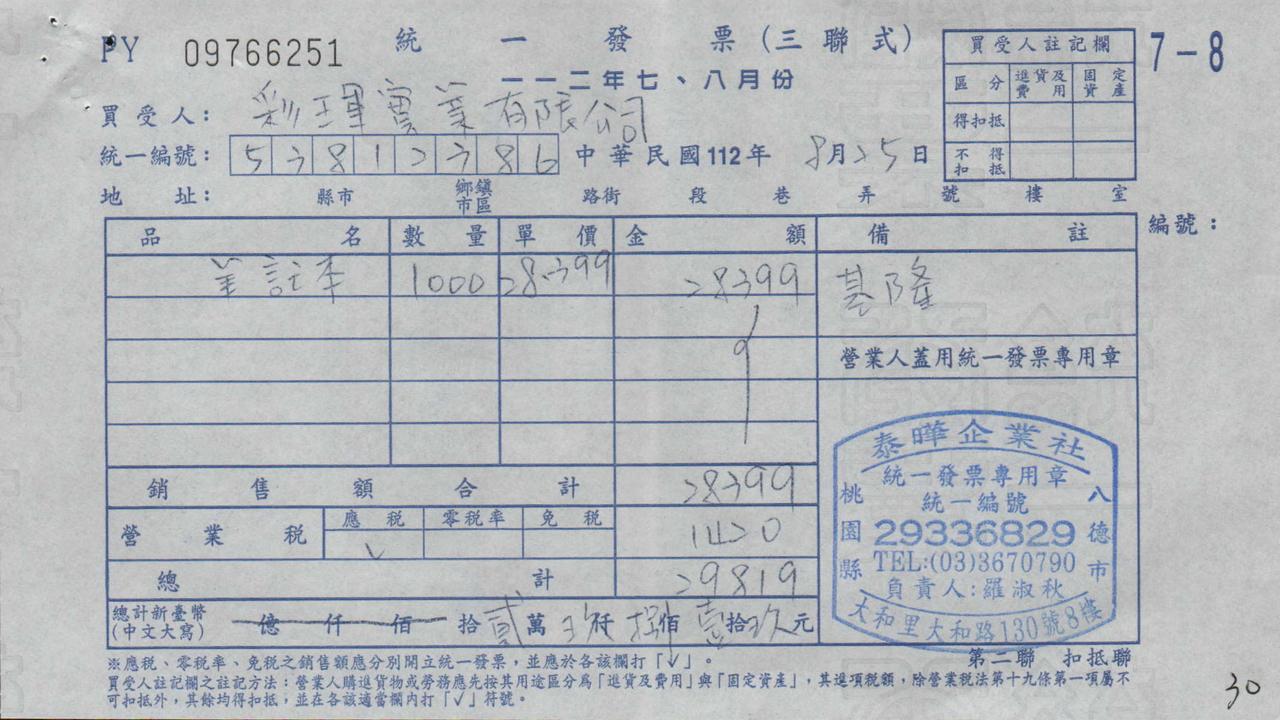 PY 09766251 統一發票(三聯式) 7-8
一一二年七、八月份
買受人註記欄
區分 進貨及費用 固定資產
得扣抵
不得扣抵
買受人: 彩琿實業有限公司
統一編號: 53812386 中華民國112年 8月25日
地址: 縣市 鄉鎮市區 路街 段 巷 弄 號 樓 室
編號:
品名 數量 單價 金額 備註
1000 28.399 28399 基隆
營業人蓋用統一發票專用章
銷售額合計 28399
營業稅 應稅 零稅率 免稅 1420
總計 29819
總計新臺幣(中文大寫) 億仟佰拾貳萬玖仟捌佰壹拾玖元
泰曄企業社
統一發票專用章
統一編號
29336829
TEL:(03)3670790
負責人:羅淑秋
桃園縣 八德市
大和里大和路130號8樓
第二聯 扣抵聯
※應稅、零稅率、免稅之銷售額應分別開立統一發票,並應於各該欄打「✓」。
買受人註記欄之註記方法:營業人購進貨物或勞務應先按其用途區分為「進貨及費用」與「固定資產」,其進項稅額,除營業稅法第十九條第一項屬不
可扣抵外,其餘均得扣抵,並在各該適當欄內打「✓」符號。
30